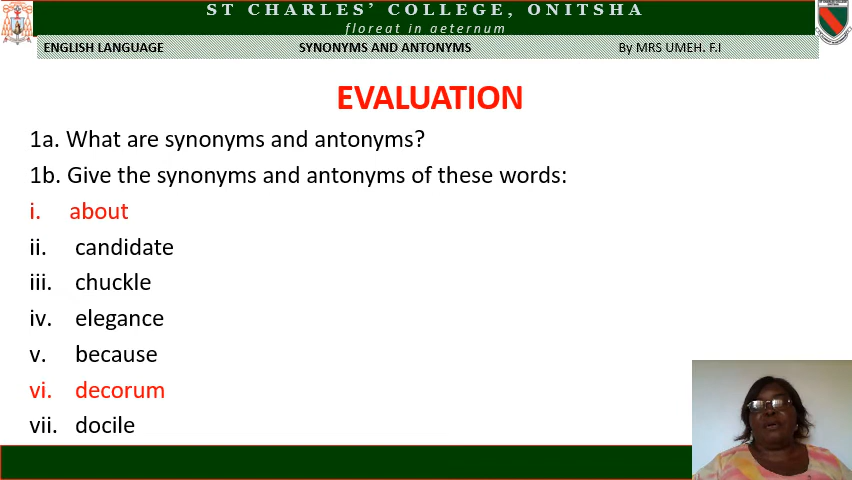 ST CHARLES’ COLLEGE, ONITSHA
floreat in aeternum
ENGLISH LANGUAGE SYNONYMS AND ANTONYMS By MRS UMEH. F.I
EVALUATION
1a. What are synonyms and antonyms?
1b. Give the synonyms and antonyms of these words:
i. about
ii. candidate
iii. chuckle
iv. elegance
v. because
vi. decorum
vii. docile